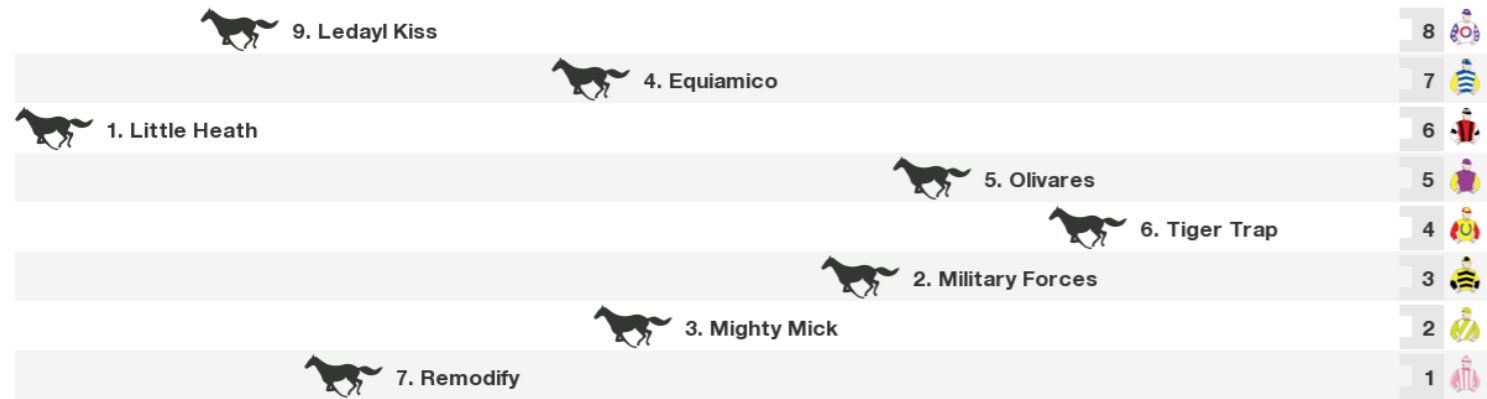 9. Ledayl Kiss 8
4. Equiamico 7
1. Little Heath 6
5. Olivares 5
6. Tiger Trap 4
2. Military Forces 3
3. Mighty Mick 2
7. Remodify 1